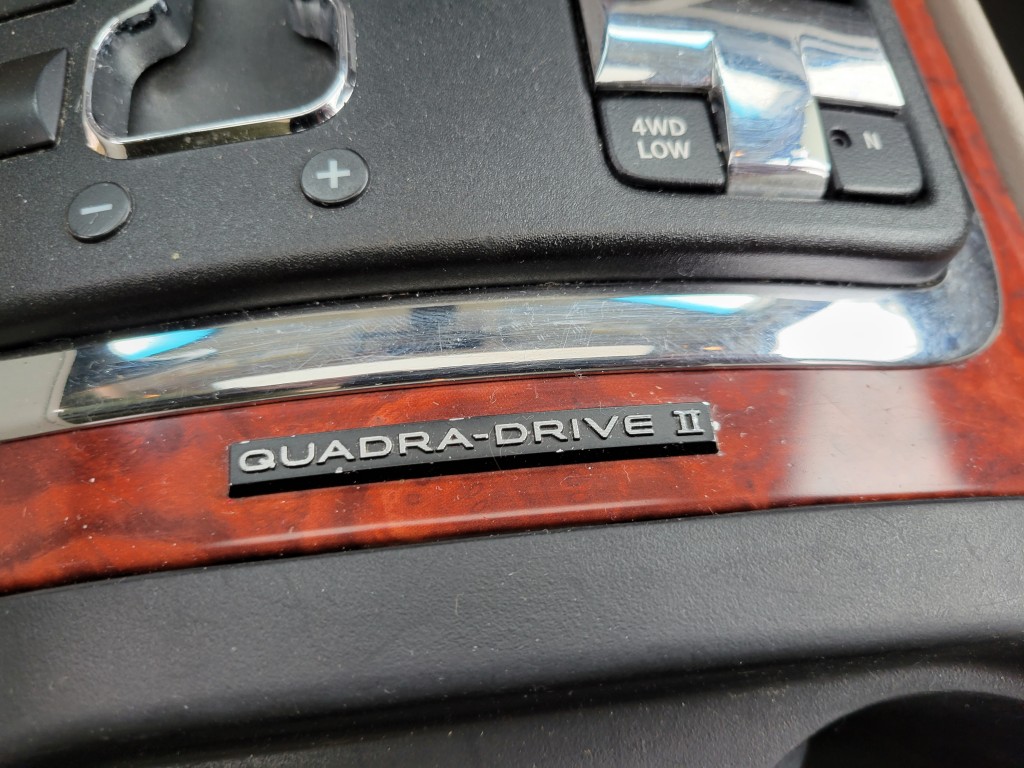 4WD
LOW
N
- +
QUADRA-DRIVE II